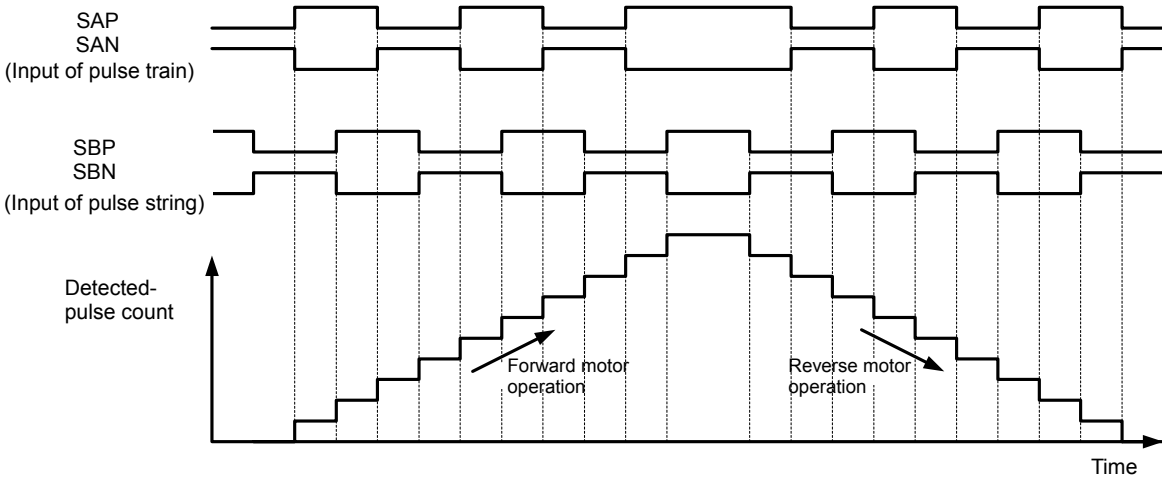 SAP
SAN
(Input of pulse train)
SBP
SBN
(Input of pulse string)
Detected-
pulse count
Forward motor
operation
Reverse motor
operation
Time